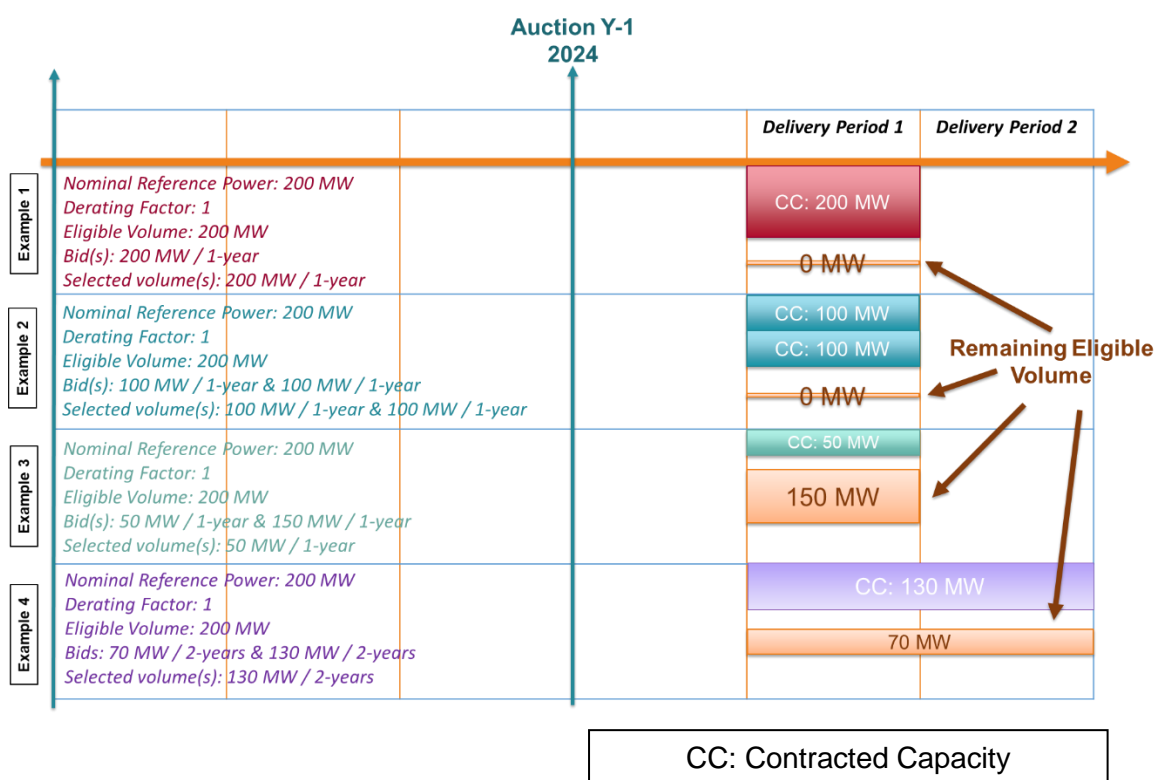 Auction Y-1
2024
Delivery Period 1
Delivery Period 2
Example 1
Nominal Reference Power: 200 MW
Derating Factor: 1
Eligible Volume: 200 MW
Bid(s): 200 MW / 1-year
Selected volume(s): 200 MW / 1-year
CC: 200 MW
0 MW
Example 2
Nominal Reference Power: 200 MW
Derating Factor: 1
Eligible Volume: 200 MW
Bid(s): 100 MW / 1-year & 100 MW / 1-year
Selected volume(s): 100 MW / 1-year & 100 MW / 1-year
CC: 100 MW
CC: 100 MW
0 MW
Remaining Eligible
Volume
Example 3
Nominal Reference Power: 200 MW
Derating Factor: 1
Eligible Volume: 200 MW
Bid(s): 50 MW / 1-year & 150 MW / 1-year
Selected volume(s): 50 MW / 1-year
CC: 50 MW
150 MW
Example 4
Nominal Reference Power: 200 MW
Derating Factor: 1
Eligible Volume: 200 MW
Bids: 70 MW / 2-years & 130 MW / 2-years
Selected volume(s): 130 MW / 2-years
CC: 130 MW
70 MW
CC: Contracted Capacity